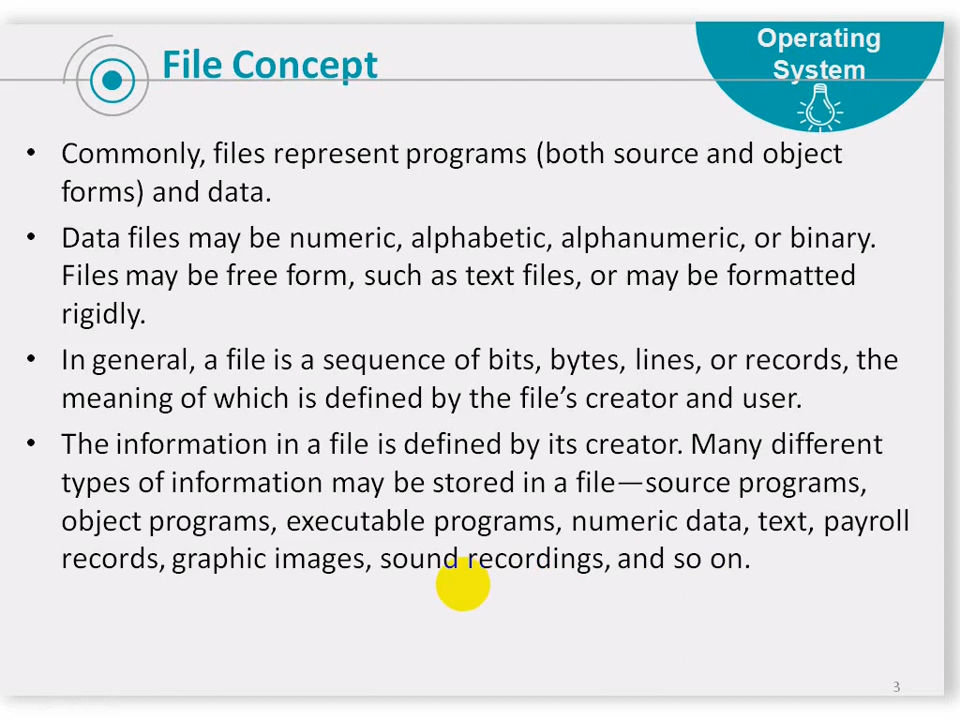 File Concept
Operating
System
• Commonly, files represent programs (both source and object
forms) and data.
• Data files may be numeric, alphabetic, alphanumeric, or binary.
Files may be free form, such as text files, or may be formatted
rigidly.
• In general, a file is a sequence of bits, bytes, lines, or records, the
meaning of which is defined by the file’s creator and user.
• The information in a file is defined by its creator. Many different
types of information may be stored in a file—source programs,
object programs, executable programs, numeric data, text, payroll
records, graphic images, sound recordings, and so on.
3